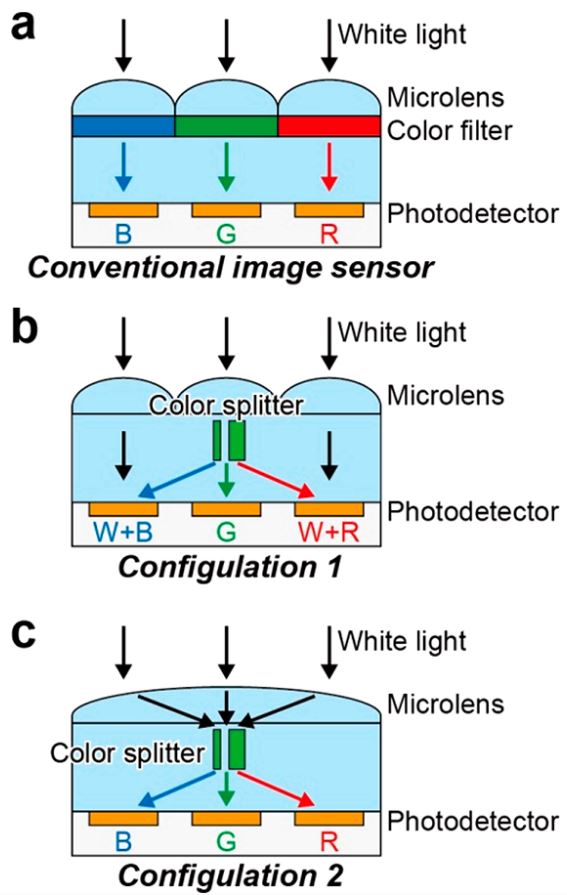 a
White light
Microlens
Color filter
Photodetector
B G R
Conventional image sensor
b
White light
Microlens
Color splitter
Photodetector
W+B G W+R
Configulation 1
c
White light
Microlens
Color splitter
Photodetector
B G R
Configulation 2